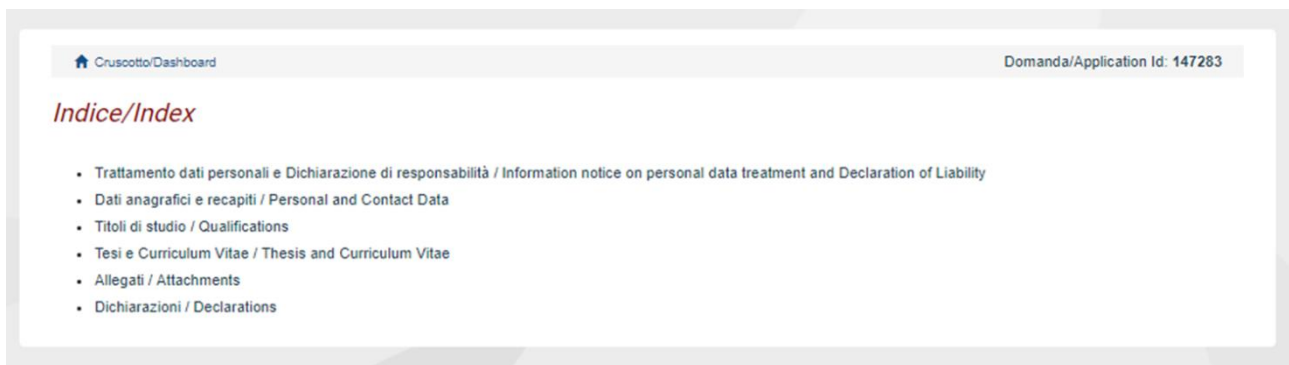 Cruscotto/Dashboard
Domanda/Application Id: 147283
Indice/Index
Trattamento dati personali e Dichiarazione di responsabilità / Information notice on personal data treatment and Declaration of Liability
Dati anagrafici e recapiti / Personal and Contact Data
Titoli di studio / Qualifications
Tesi e Curriculum Vitae / Thesis and Curriculum Vitae
Allegati / Attachments
Dichiarazioni / Declarations